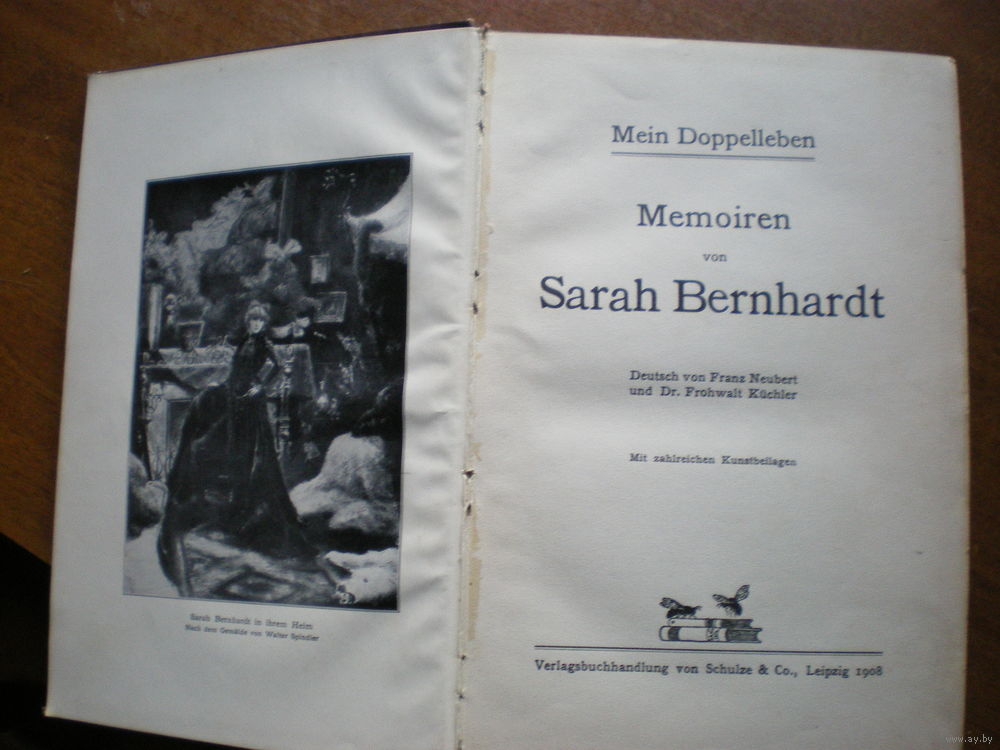 Sarah Bernhardt in ihrem Heim
Nach dem Gemälde von Walter Spindler
Mein Doppelleben
Memoiren
von
Sarah Bernhardt
Deutsch von Franz Neubert
und Dr. Frohwalt Küchler
Mit zahlreichen Kunstbeilagen
Verlagsbuchhandlung von Schulze & Co., Leipzig 1908
www.ay.by